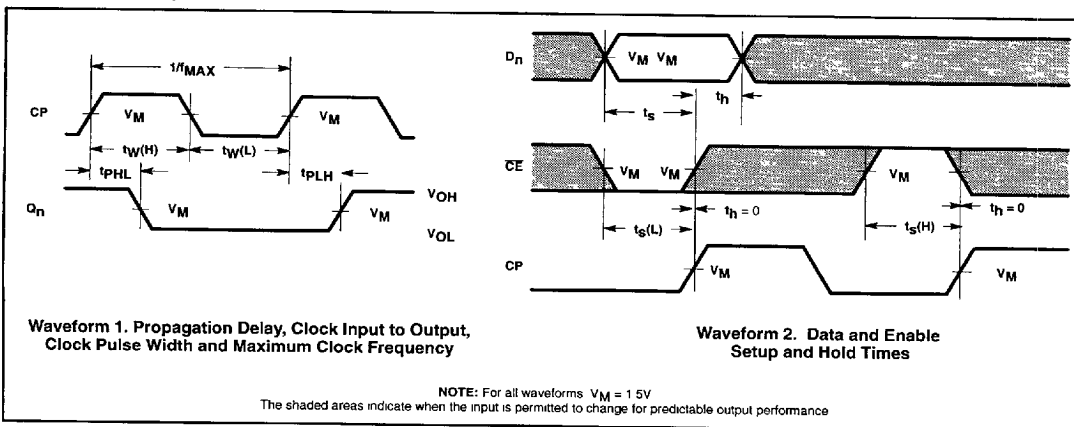 1/fMAX
CP
VM
VM
tW(H)
tW(L)
tPHL
tPLH
Qn
VM
VM
VOH
VOL
Waveform 1. Propagation Delay, Clock Input to Output,
Clock Pulse Width and Maximum Clock Frequency
Dn
VM VM
ts
th
CE
VM
VM
VM
th = 0
th = 0
ts(L)
ts(H)
CP
VM
VM
Waveform 2. Data and Enable
Setup and Hold Times
NOTE: For all waveforms VM = 1 5V
The shaded areas indicate when the input is permitted to change for predictable output performance